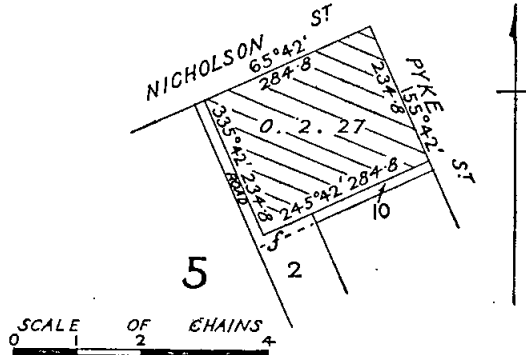 NICHOLSON ST
65°42'
284·8
PYKE ST
155°42'
234·8
0. 2. 27
335°42' 234·8
ROAD
245°42' 284·8
10
f
5
2
SCALE OF CHAINS
0 1 2 4